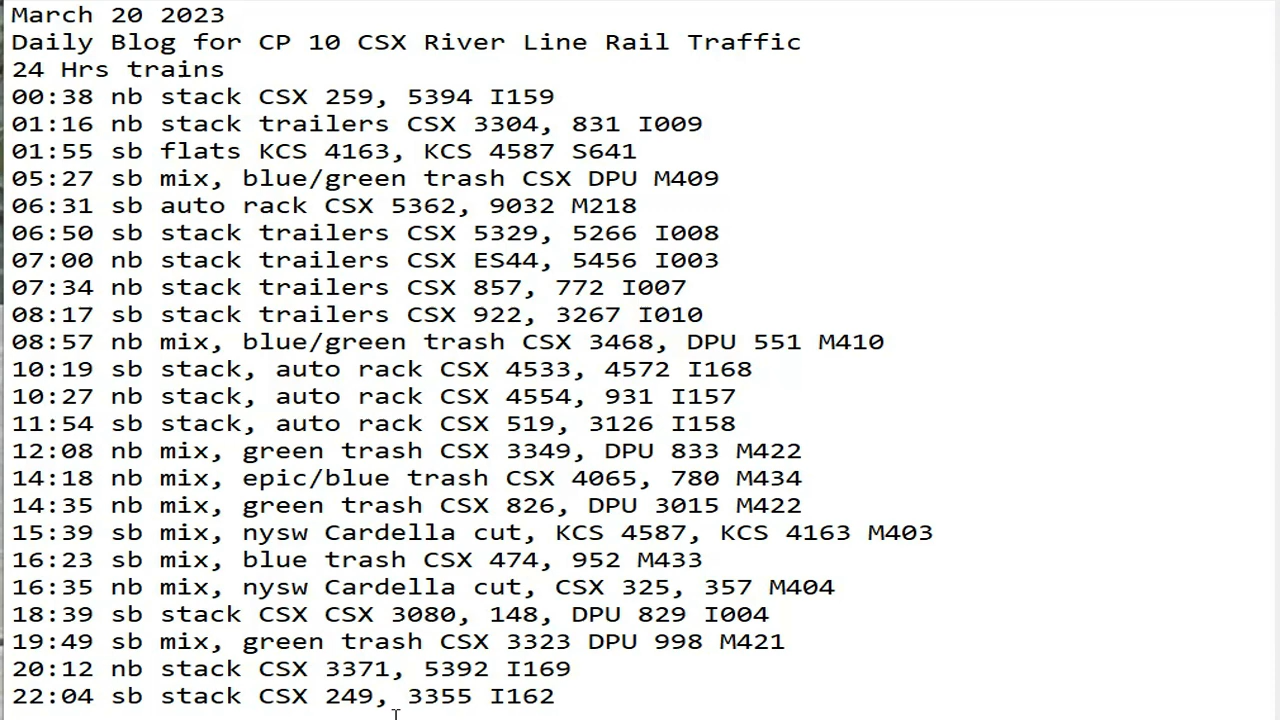 March 20 2023
Daily Blog for CP 10 CSX River Line Rail Traffic
24 Hrs trains
00:38 nb stack CSX 259, 5394 I159
01:16 nb stack trailers CSX 3304, 831 I009
01:55 sb flats KCS 4163, KCS 4587 S641
05:27 sb mix, blue/green trash CSX DPU M409
06:31 sb auto rack CSX 5362, 9032 M218
06:50 sb stack trailers CSX 5329, 5266 I008
07:00 nb stack trailers CSX ES44, 5456 I003
07:34 nb stack trailers CSX 857, 772 I007
08:17 sb stack trailers CSX 922, 3267 I010
08:57 nb mix, blue/green trash CSX 3468, DPU 551 M410
10:19 sb stack, auto rack CSX 4533, 4572 I168
10:27 nb stack, auto rack CSX 4554, 931 I157
11:54 sb stack, auto rack CSX 519, 3126 I158
12:08 nb mix, green trash CSX 3349, DPU 833 M422
14:18 nb mix, epic/blue trash CSX 4065, 780 M434
14:35 nb mix, green trash CSX 826, DPU 3015 M422
15:39 sb mix, nysw Cardella cut, KCS 4587, KCS 4163 M403
16:23 sb mix, blue trash CSX 474, 952 M433
16:35 nb mix, nysw Cardella cut, CSX 325, 357 M404
18:39 sb stack CSX CSX 3080, 148, DPU 829 I004
19:49 sb mix, green trash CSX 3323 DPU 998 M421
20:12 nb stack CSX 3371, 5392 I169
22:04 sb stack CSX 249, 3355 I162